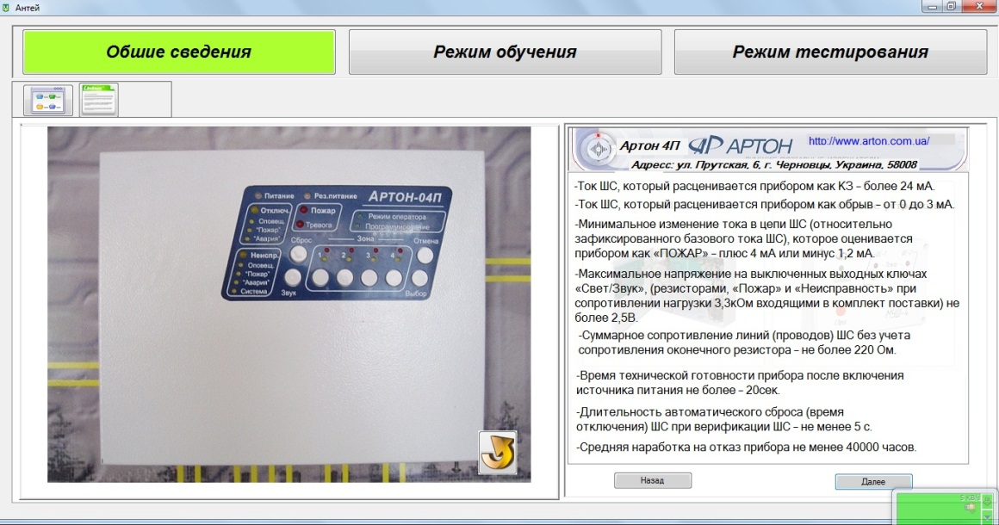 Антей
Обшие сведения
Режим обучения
Режим тестирования
Питание
Рез.питание
АРТОН-04П
Отключ.
Оповещ.
"Пожар"
"Авария"
Пожар
Тревога
Режим оператора
Программирование
Сброс
Зона
Отмена
1 2 3 4
Неиспр.
Оповещ.
"Пожар"
"Авария"
Система
Звук
Выбор
Артон 4П
АРТОН
http://www.arton.com.ua/
Адресс: ул. Прутская, 6, г. Черновцы, Украина, 58008
-Ток ШС, который расценивается прибором как КЗ – более 24 мА.
-Ток ШС, который расценивается прибором как обрыв – от 0 до 3 мА.
-Минимальное изменение тока в цепи ШС (относительно
зафиксированного базового тока ШС), которое оценивается
прибором как «ПОЖАР» – плюс 4 мА или минус 1,2 мА.
-Максимальное напряжение на выключенных выходных ключах
«Свет/Звук», (резисторами, «Пожар» и «Неисправность» при
сопротивлении нагрузки 3,3кОм входящими в комплект поставки) не
более 2,5В.
-Суммарное сопротивление линий (проводов) ШС без учета
сопротивления оконечного резистора – не более 220 Ом.
-Время технической готовности прибора после включения
источника питания не более – 20сек.
-Длительность автоматического сброса (время
отключения) ШС при верификации ШС – не менее 5 с.
-Средняя наработка на отказ прибора не менее 40000 часов.
Назад
Далее